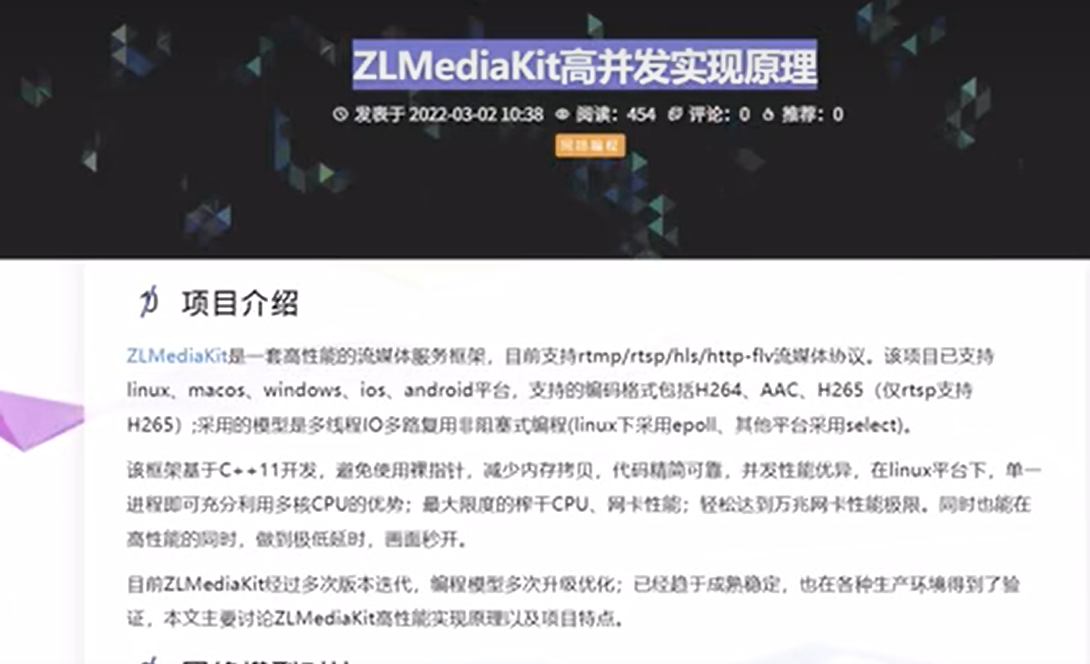 ZLMediaKit高并发实现原理
发表于 2022-03-02 10:38 阅读：454 评论：0 推荐：0
网络编程
项目介绍
ZLMediaKit是一套高性能的流媒体服务框架，目前支持rtmp/rtsp/hls/http-flv流媒体协议。该项目已支持
linux、macos、windows、ios、android平台，支持的编码格式包括H264、AAC、H265（仅rtsp支持
H265）;采用的模型是多线程IO多路复用非阻塞式编程(linux下采用epoll、其他平台采用select)。
该框架基于C++11开发，避免使用裸指针，减少内存拷贝，代码精简可靠，并发性能优异，在linux平台下，单一
进程即可充分利用多核CPU的优势；最大限度的榨干CPU、网卡性能；轻松达到万兆网卡性能极限。同时也能在
高性能的同时，做到极低延时，画面秒开。
目前ZLMediaKit经过多次版本迭代，编程模型多次升级优化；已经趋于成熟稳定，也在各种生产环境得到了验
证，本文主要讨论ZLMediaKit高性能实现原理以及项目特点。